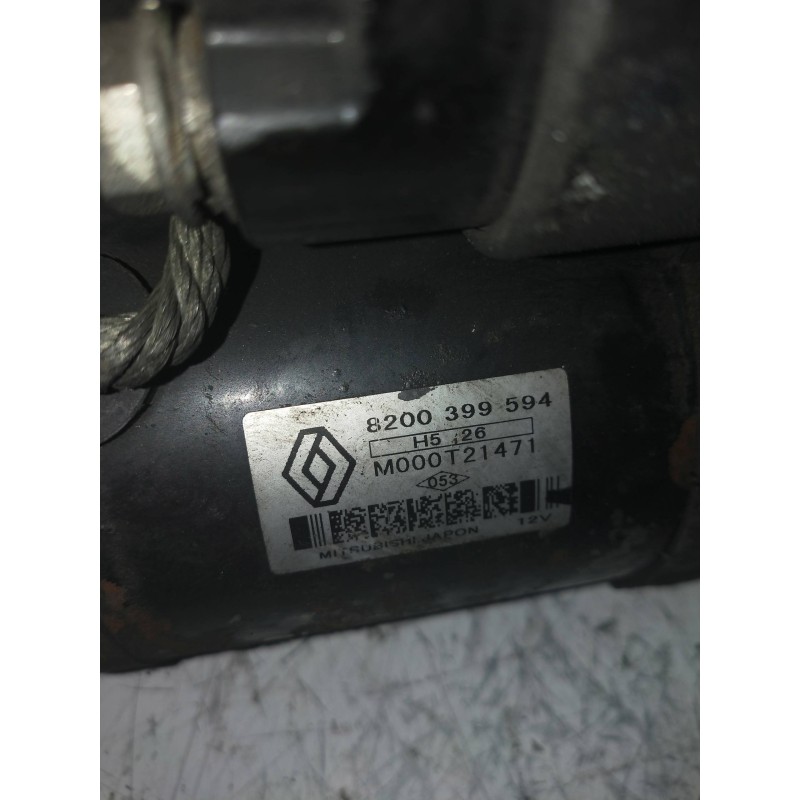 8200 399 594
H5 26
M000T21471
053
12V
MITSUBISHI JAPON